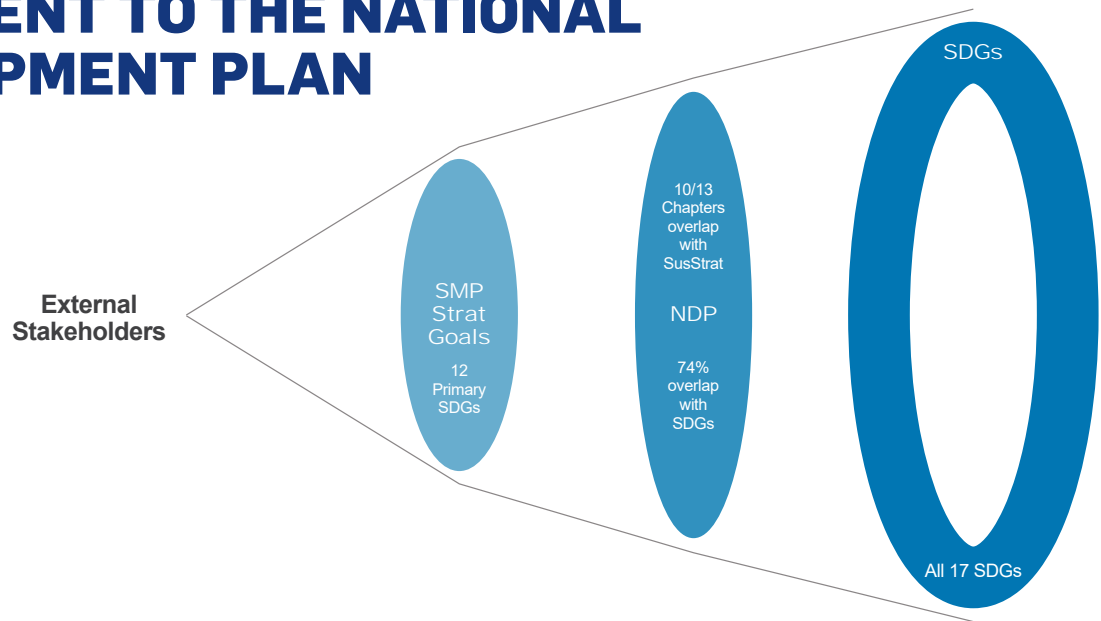 ENT TO THE NATIONAL
PMENT PLAN
SDGs
10/13
Chapters
overlap
with
SusStrat
SMP
Strat
Goals
External
Stakeholders
NDP
12
Primary
SDGs
74%
overlap
with
SDGs
All 17 SDGs